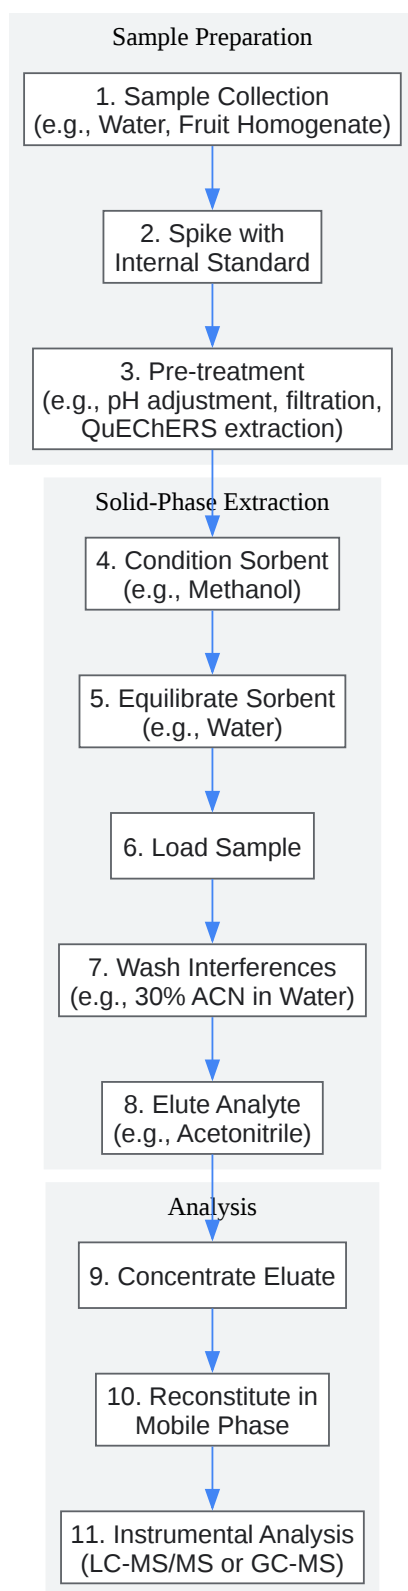 Sample Preparation
1. Sample Collection
(e.g., Water, Fruit Homogenate)
2. Spike with
Internal Standard
3. Pre-treatment
(e.g., pH adjustment, filtration,
QuEChERS extraction)
Solid-Phase Extraction
4. Condition Sorbent
(e.g., Methanol)
5. Equilibrate Sorbent
(e.g., Water)
6. Load Sample
7. Wash Interferences
(e.g., 30% ACN in Water)
8. Elute Analyte
(e.g., Acetonitrile)
Analysis
9. Concentrate Eluate
10. Reconstitute in
Mobile Phase
11. Instrumental Analysis
(LC-MS/MS or GC-MS)